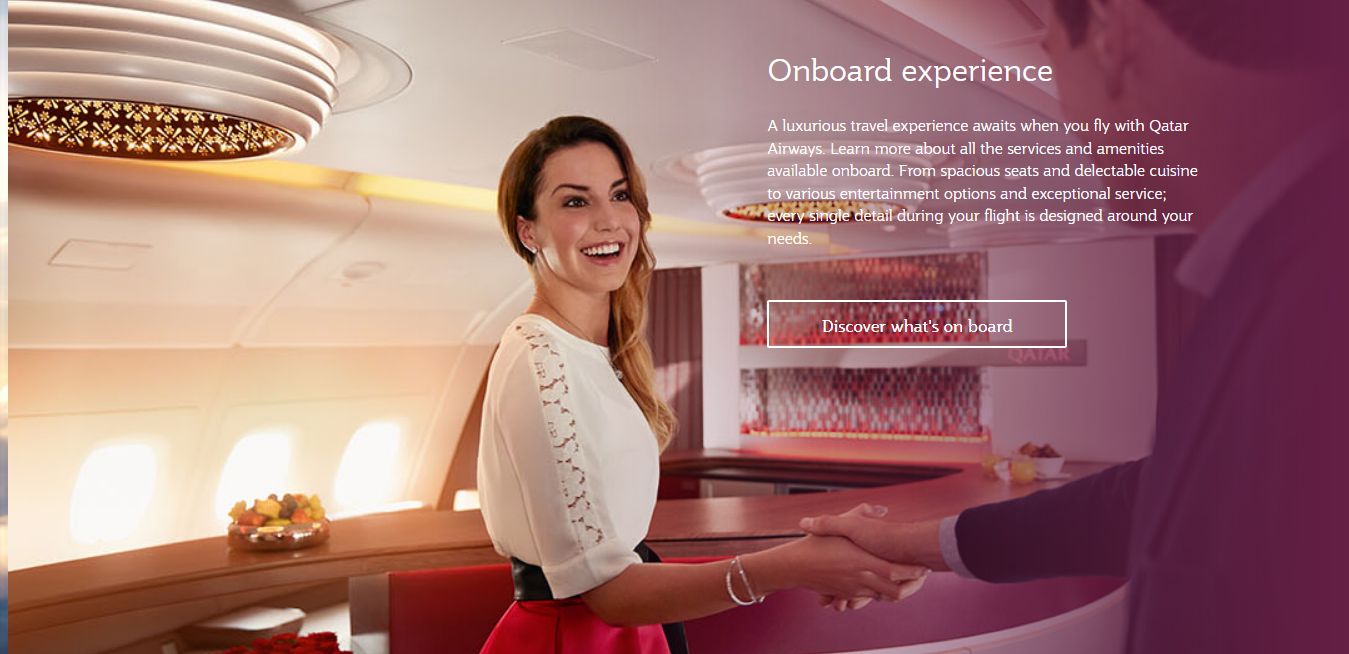 Onboard experience
A luxurious travel experience awaits when you fly with Qatar
Airways. Learn more about all the services and amenities
available onboard. From spacious seats and delectable cuisine
to various entertainment options and exceptional service;
every single detail during your flight is designed around your
needs.
Discover what's on board
QATAR